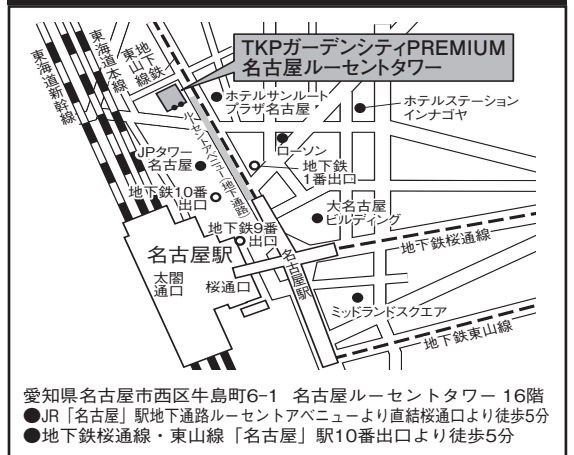 TKPガーデンシティPREMIUM
名古屋ルーセントタワー
東海道新幹線
東海道本線
地下鉄
東山線
ホテルサンルート
プラザ名古屋
ホテルステーション
インナゴヤ
ルーセントアベニュー(地下通路)
ローソン
JPタワー
名古屋
地下鉄
1番出口
地下鉄10番
出口
大名古屋
ビルディング
地下鉄9番
出口
名古屋駅
太閤
通口
桜通口
名古屋駅
地下鉄桜通線
ミッドランドスクエア
地下鉄東山線
愛知県名古屋市西区牛島町6-1 名古屋ルーセントタワー 16階
●JR「名古屋」駅地下通路ルーセントアベニューより直結桜通口より徒歩5分
●地下鉄桜通線・東山線「名古屋」駅10番出口より徒歩5分